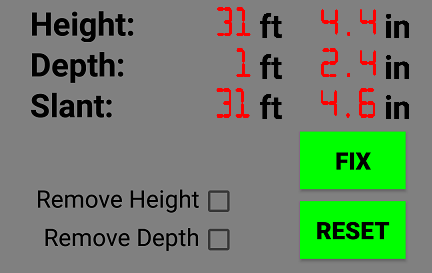 Height: 31 ft 4.4 in
Depth: 1 ft 2.4 in
Slant: 31 ft 4.6 in
FIX
Remove Height
RESET
Remove Depth